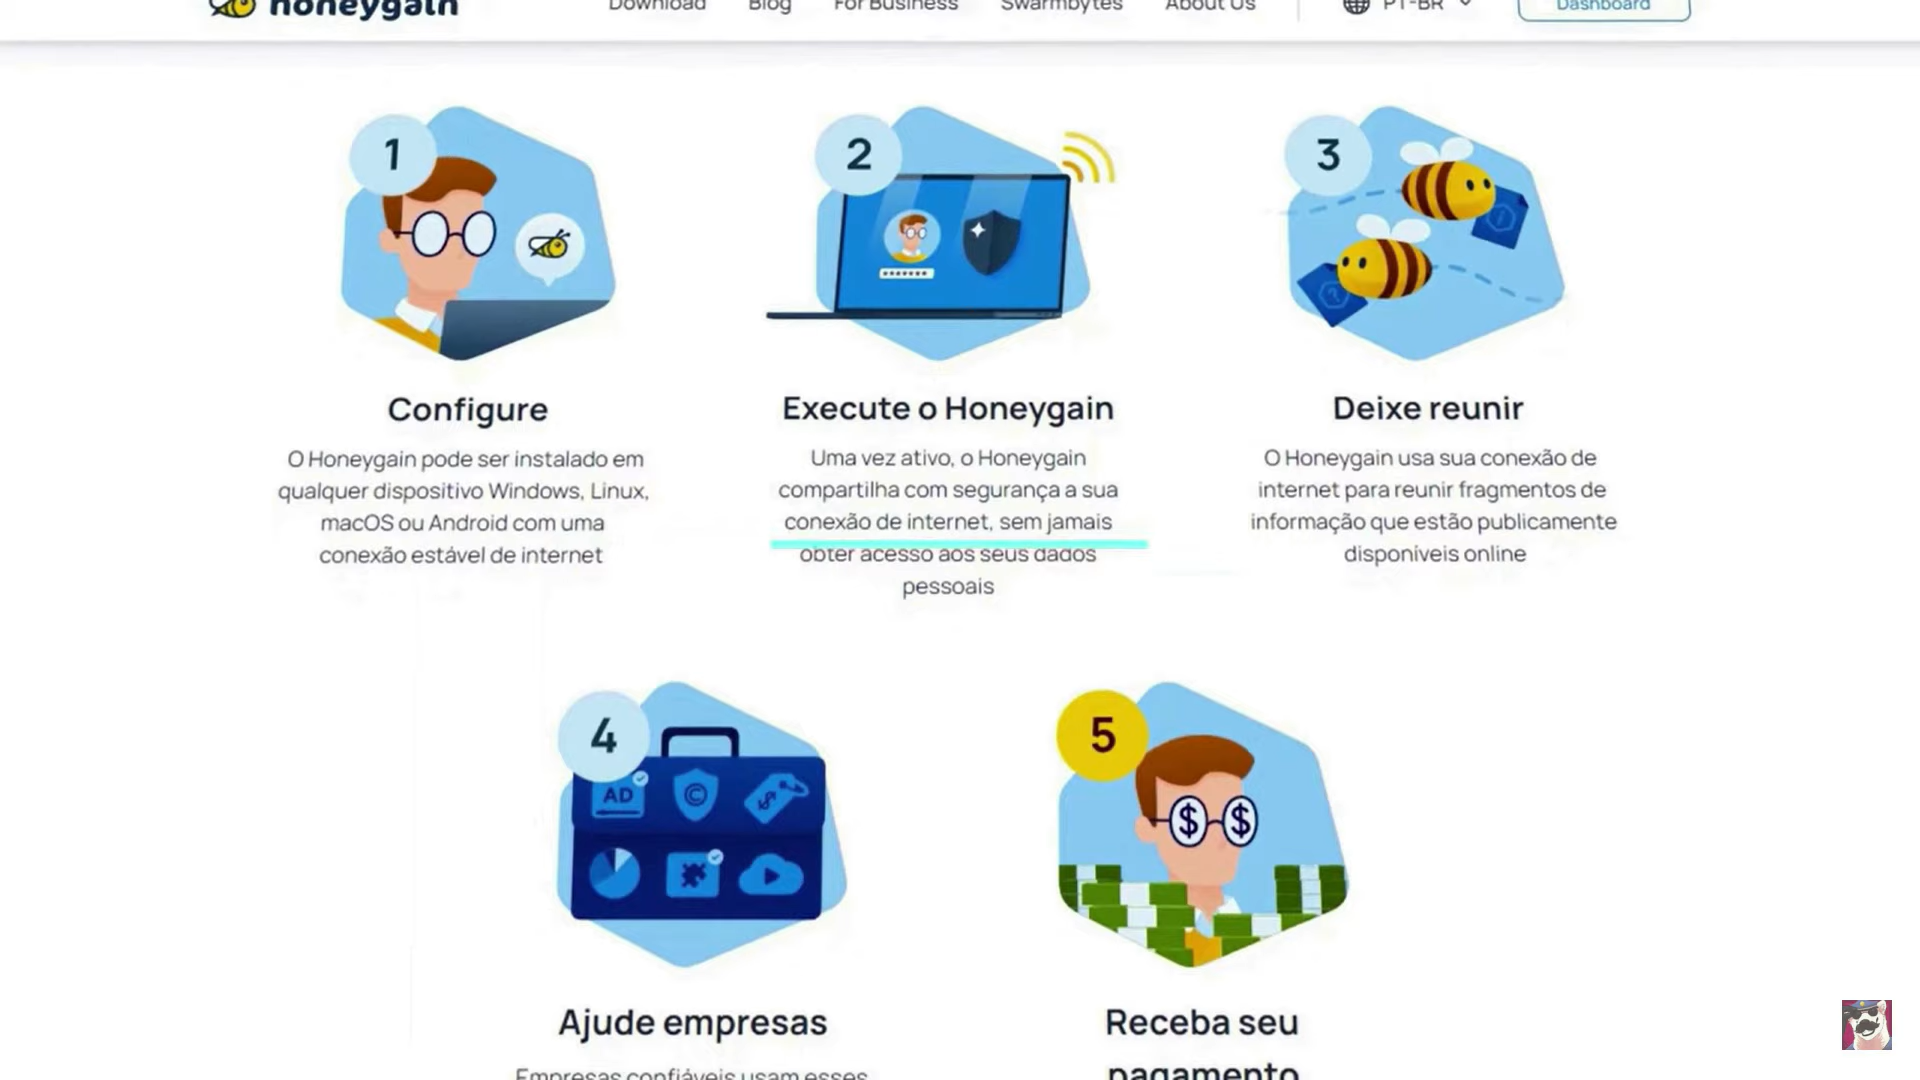 honeygain
Download Blog For Business Swarmbytes About Us PT-BR Dashboard
1
2
3
Configure
O Honeygain pode ser instalado em
qualquer dispositivo Windows, Linux,
macOS ou Android com uma
conexão estável de internet
Execute o Honeygain
Uma vez ativo, o Honeygain
compartilha com segurança a sua
conexão de internet, sem jamais
obter acesso aos seus dados
pessoais
Deixe reunir
O Honeygain usa sua conexão de
internet para reunir fragmentos de
informação que estão publicamente
disponíveis online
4
AD
©
$
5
$ $
Ajude empresas
Empresas confiáveis usam esses
Receba seu
pagamento